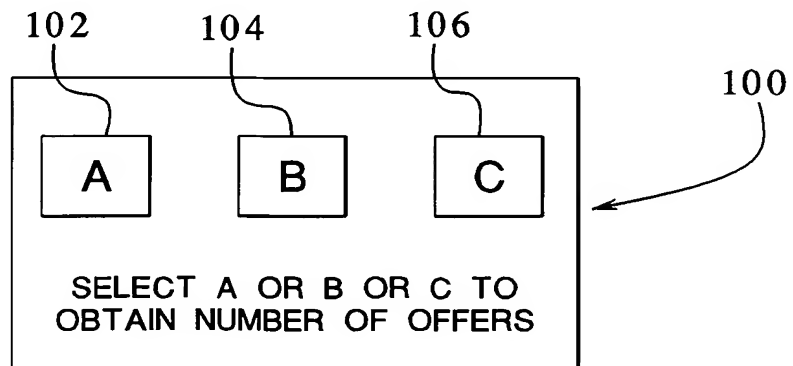 102 104 106
100
A B C
SELECT A OR B OR C TO
OBTAIN NUMBER OF OFFERS